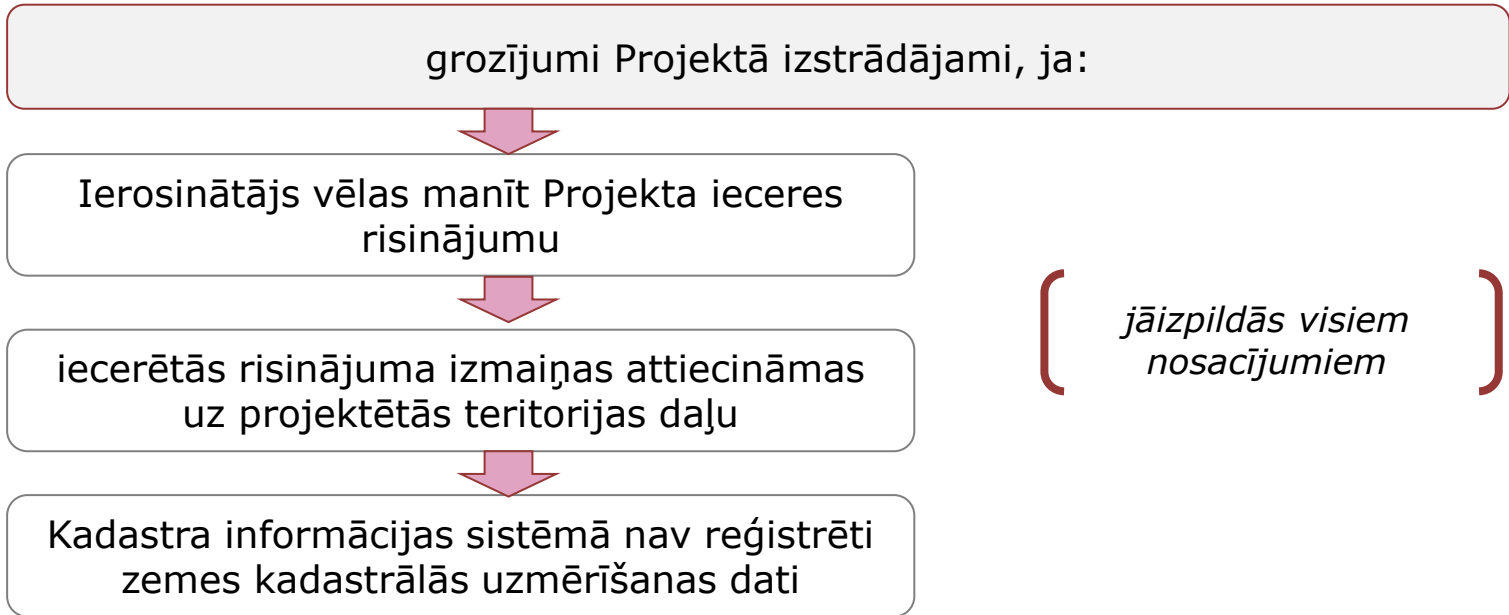 grozījumi Projektā izstrādājami, ja:
Ierosinātājs vēlas manīt Projekta ieceres
risinājumu
iecerētās risinājuma izmaiņas attiecināmas
uz projektētās teritorijas daļu
jāizpildās visiem
nosacījumiem
Kadastra informācijas sistēmā nav reģistrēti
zemes kadastrālās uzmērīšanas dati